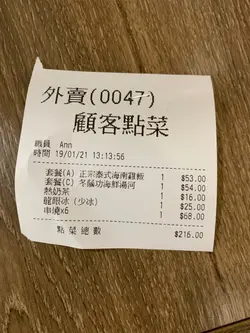 外賣(0047)
顧客點菜
職員 Ann
時間 19/01/21 13:13:56
套餐(A) 正宗泰式海南雞飯 1 $53.00
套餐(C) 冬蔭功海鮮湯河 1 $54.00
熱奶茶 1 $16.00
龍眼冰 (少冰) 1 $25.00
串燒x6 1 $68.00
點菜總數 $216.00